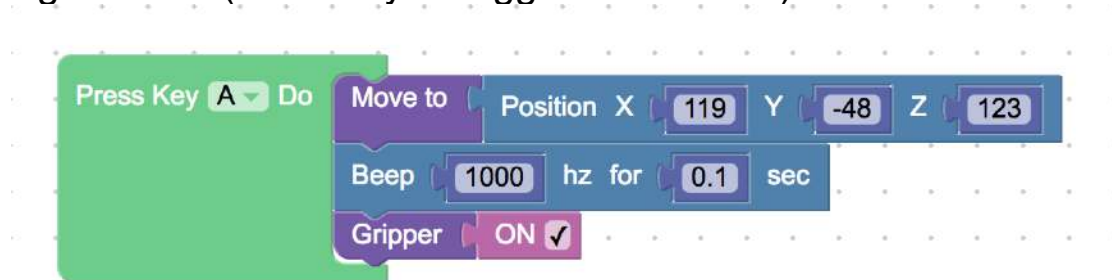 Press Key A Do Move to Position X 119 Y -48 Z 123
Beep 1000 hz for 0.1 sec
Gripper ON ✓